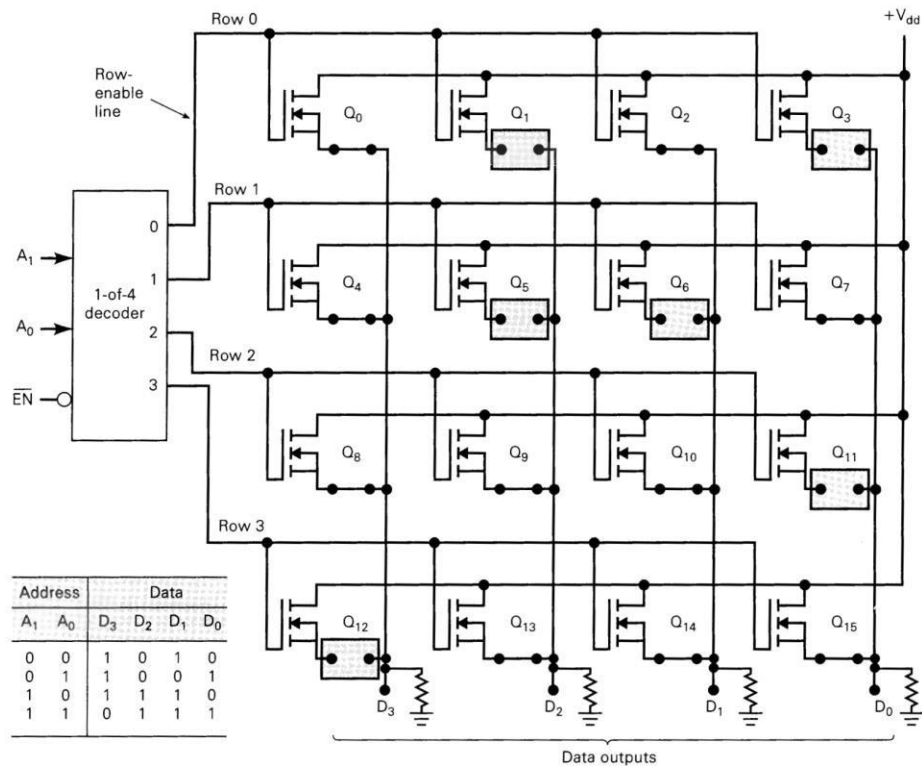 Row 0
+Vdd
Row-
enable
line
Q0 Q1 Q2 Q3
Row 1
0
A1
1
Q4 Q5 Q6 Q7
1-of-4
decoder
A0
2
Row 2
EN
3
Q8 Q9 Q10 Q11
Row 3
Address Data
A1 A0 D3 D2 D1 D0
0 0 1 0 1 0
0 1 1 0 0 1
1 0 1 1 1 0
1 1 0 1 1 1
Q12 Q13 Q14 Q15
D3 D2 D1 D0
Data outputs